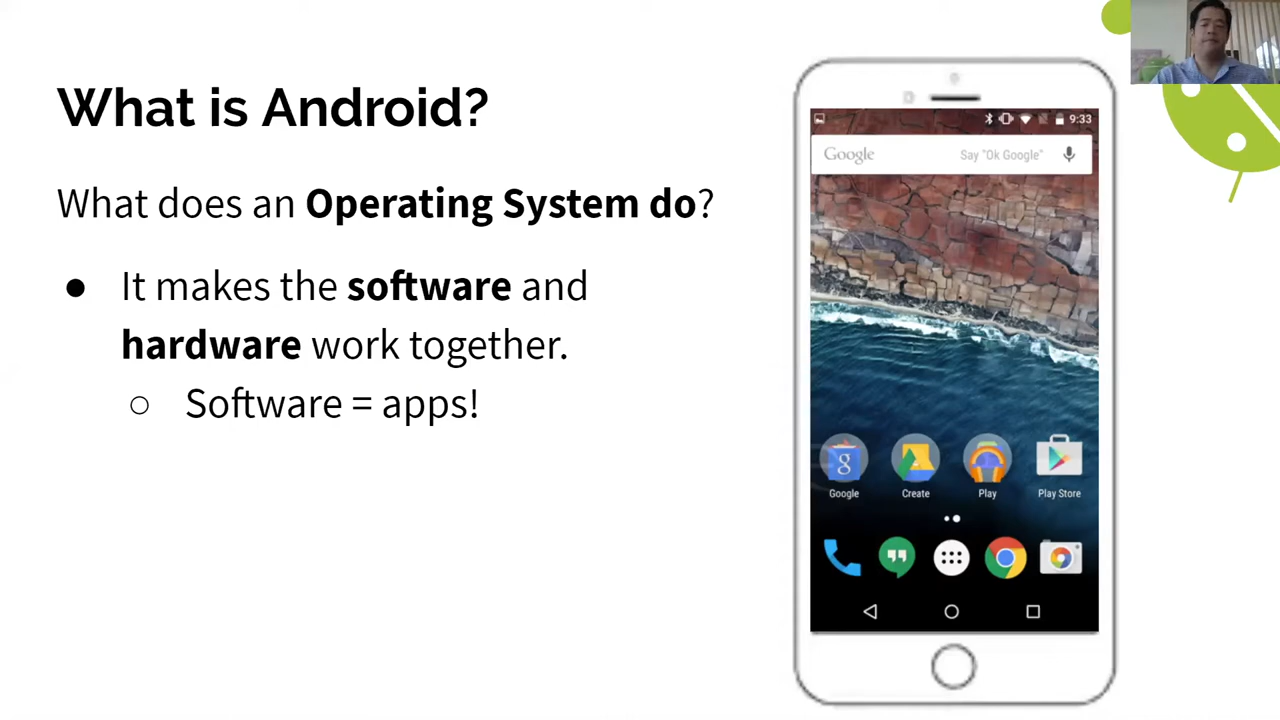 What is Android?
What does an Operating System do?
● It makes the software and
hardware work together.
○ Software = apps!
9:33
Google Say "Ok Google"
g
Google Create Play Play Store